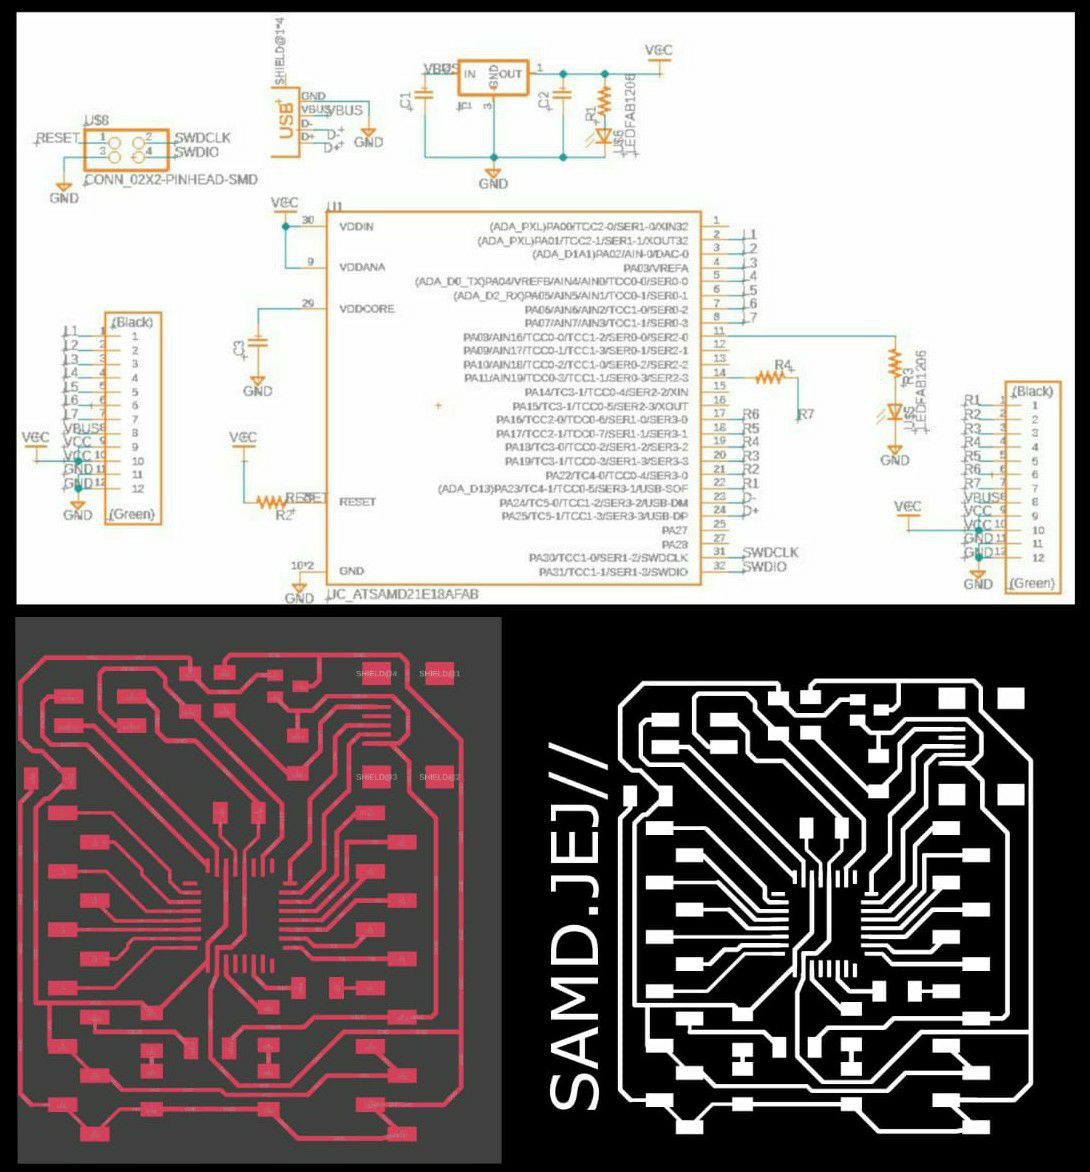 SHIELD@1*4
VBUS
IN
GND
OUT
1
VCC
C1
3
C2
R1
LEDFAB1206
GND
USB
GND
VBUS
VBUS
D-
D-
D+
D+
GND
U$8
RESET
1
2
SWDCLK
3
4
SWDIO
CONN_02X2-PINHEAD-SMD
GND
VCC
U1
30 VDDIN
9 VDDANA
29 VDDCORE
C3
GND
VCC
RESET
RESET
R2
10*2 GND
GND
UC_ATSAMD21E18AFAB
(ADA_PXL)PA00/TCC2-0/SER1-0/XIN32 1
(ADA_PXL)PA01/TCC2-1/SER1-1/XOUT32 2 L1
(ADA_D1A1)PA02/AIN-0/DAC-0 3 L2
PA03/VREFA 4 L3
(ADA_D0_TX)PA04/VREFB/AIN4/AIN0/TCC0-0/SER0-0 5 L4
(ADA_D2_RX)PA05/AIN5/AIN1/TCC0-1/SER0-1 6 L5
PA06/AIN6/AIN2/TCC1-0/SER0-2 7 L6
PA07/AIN7/AIN3/TCC1-1/SER0-3 8 L7
PA08/AIN16/TCC0-0/TCC1-2/SER0-0/SER2-0 11
PA09/AIN17/TCC0-1/TCC1-3/SER0-1/SER2-1 12
PA10/AIN18/TCC0-2/TCC1-0/SER0-2/SER2-2 13
PA11/AIN19/TCC0-3/TCC1-1/SER0-3/SER2-3 14
PA14/TC3-1/TCC0-4/SER2-2/XIN 15
PA15/TC3-1/TCC0-5/SER2-3/XOUT 16
PA16/TCC2-0/TCC0-6/SER1-0/SER3-0 17 R6
PA17/TCC2-1/TCC0-7/SER1-1/SER3-1 18 R5
PA18/TC3-0/TCC0-2/SER1-2/SER3-2 19 R4
PA19/TC3-1/TCC0-3/SER1-3/SER3-3 20 R3
PA22/TC4-0/TCC0-4/SER3-0 21 R2
(ADA_D13)PA23/TC4-1/TCC0-5/SER3-1/USB-SOF 22 R1
PA24/TC5-0/TCC1-2/SER3-2/USB-DM 23 D-
PA25/TC5-1/TCC1-3/SER3-3/USB-DP 24 D+
PA27 25
PA28 27
PA30/TCC1-0/SER1-2/SWDCLK 31 SWDCLK
PA31/TCC1-1/SER1-3/SWDIO 32 SWDIO
R4
R7
R3
LEDFAB1206
GND
(Black)
L1 1
L2 2
L3 3
L4 4
L5 5
L6 6
L7 7
VBUS 8
VCC 9
VCC 10
GND 11
GND 12
(Green)
VCC
GND
(Black)
R1 1
R2 2
R3 3
R4 4
R5 5
R6 6
R7 7
VBUS 8
VCC 9
VCC 10
GND 11
GND 12
(Green)
VCC
GND
SHIELD@4
SHIELD@1
SHIELD@3
SHIELD@2
SAMD.JEJ//